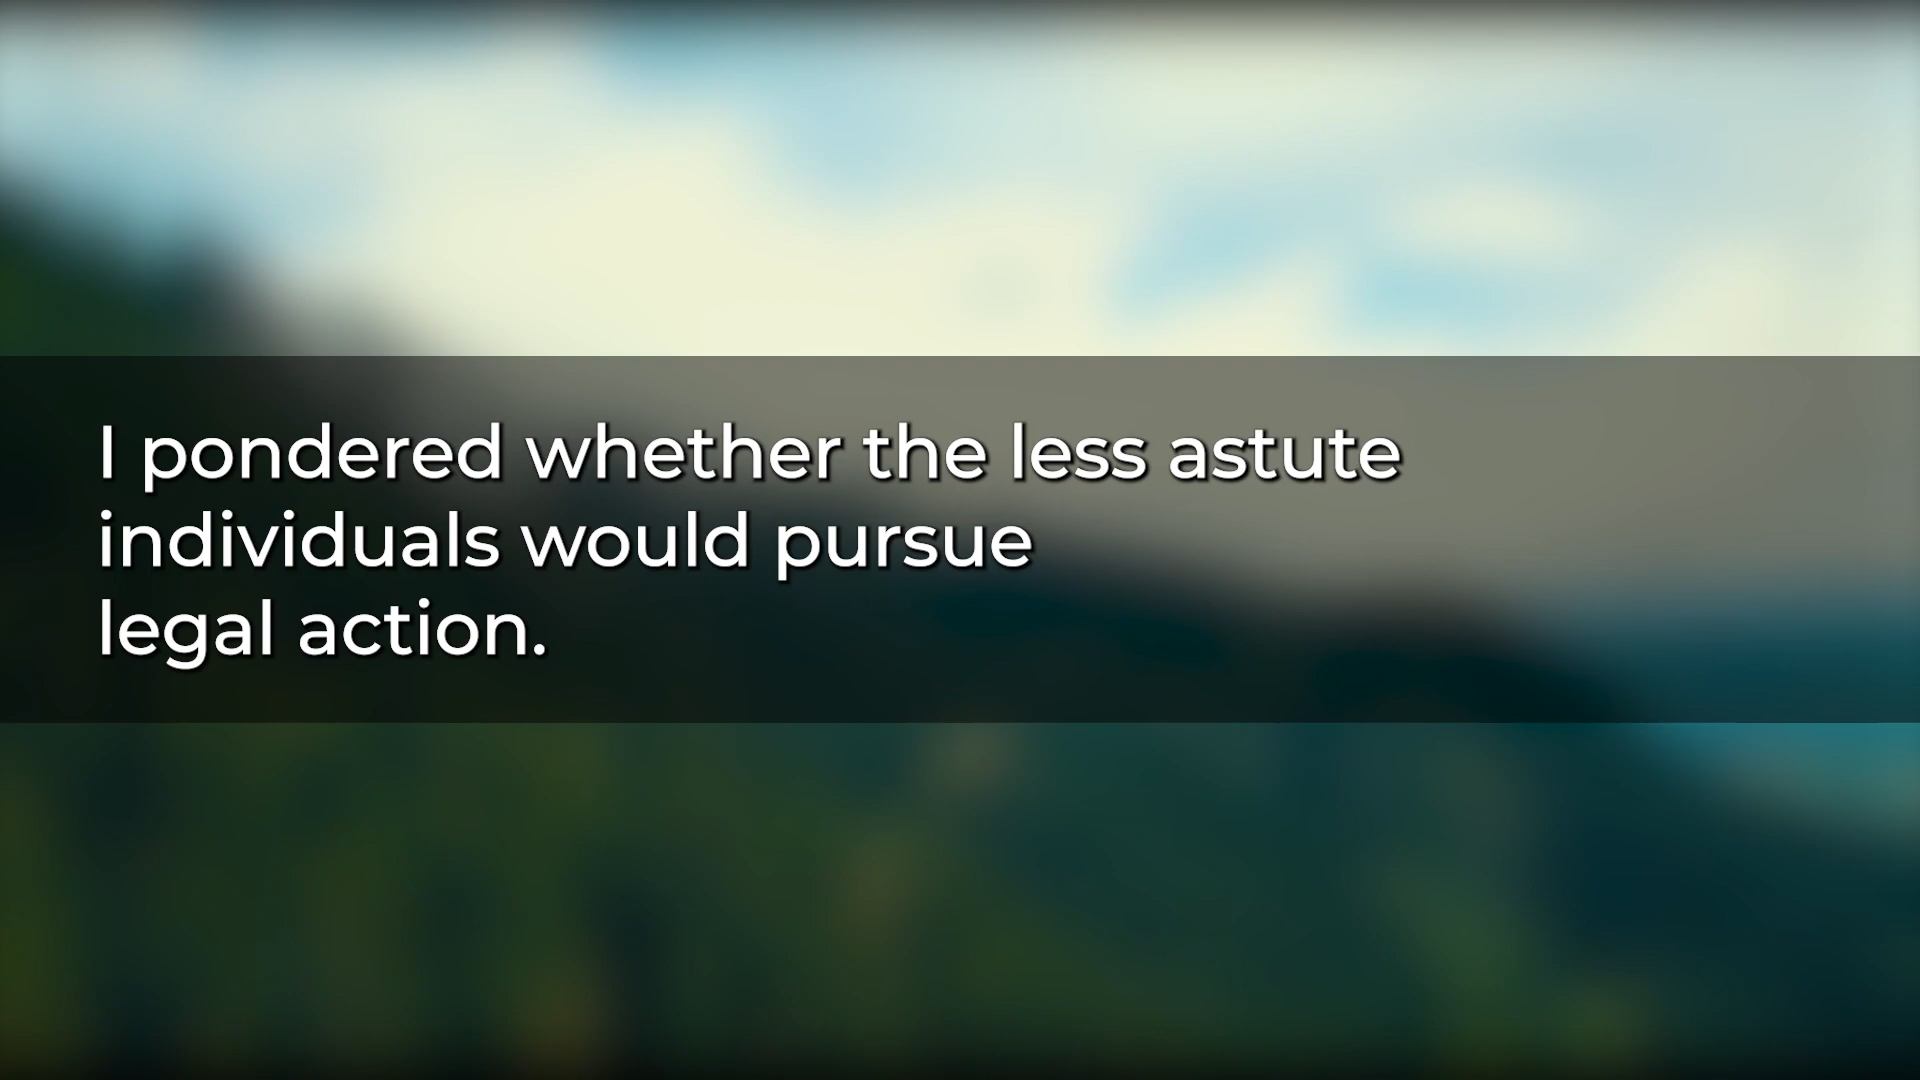 I pondered whether the less astute
individuals would pursue
legal action.